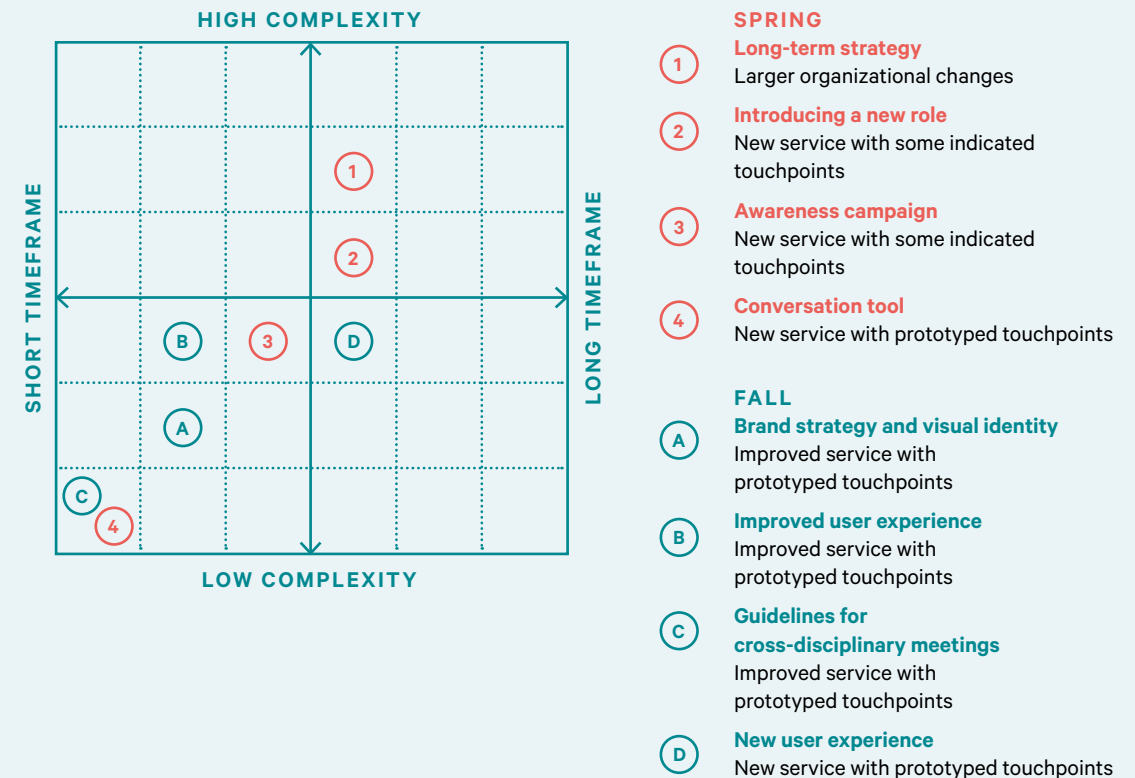 HIGH COMPLEXITY
SHORT TIMEFRAME
LONG TIMEFRAME
1
2
B
3
D
A
C
4
LOW COMPLEXITY
SPRING
1
Long-term strategy
Larger organizational changes
2
Introducing a new role
New service with some indicated
touchpoints
3
Awareness campaign
New service with some indicated
touchpoints
4
Conversation tool
New service with prototyped touchpoints
FALL
A
Brand strategy and visual identity
Improved service with
prototyped touchpoints
B
Improved user experience
Improved service with
prototyped touchpoints
C
Guidelines for
cross-disciplinary meetings
Improved service with
prototyped touchpoints
D
New user experience
New service with prototyped touchpoints